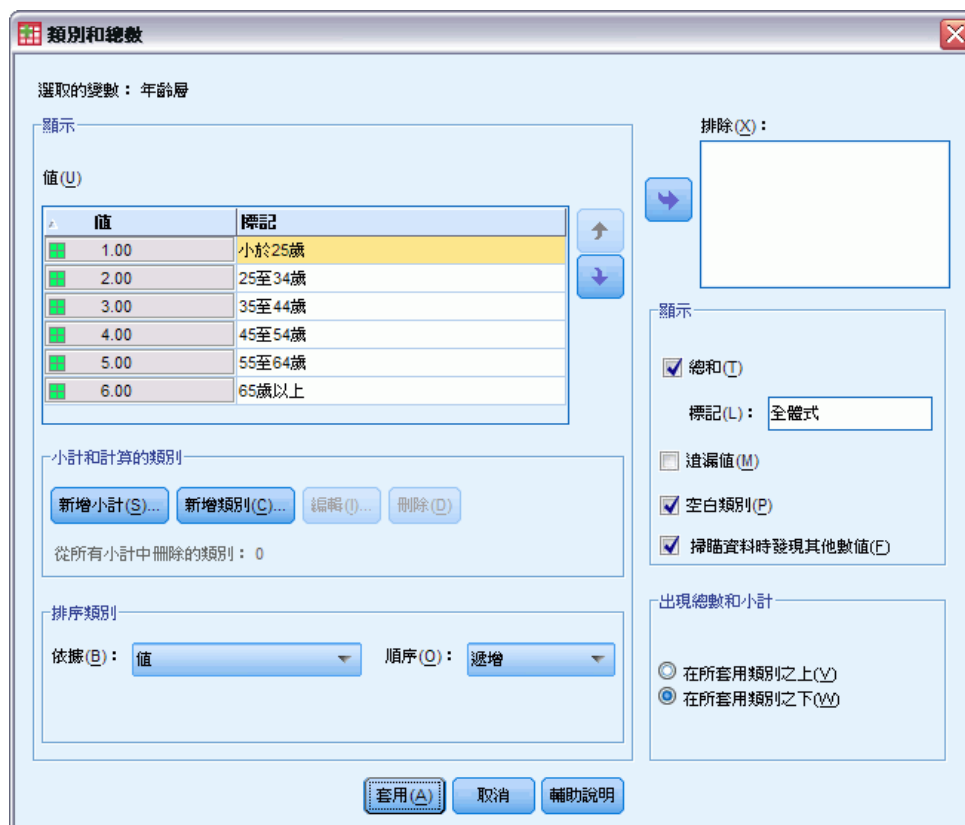 類別和總數
選取的變數：年齡層
顯示
值(U)
值 標記
1.00 小於25歲
2.00 25至34歲
3.00 35至44歲
4.00 45至54歲
5.00 55至64歲
6.00 65歲以上
小計和計算的類別
新增小計(S)... 新增類別(C)... 編輯(I)... 刪除(D)
從所有小計中刪除的類別：0
排序類別
依據(B)： 值 順序(O)： 遞增
排除(X)：
顯示
總和(T)
標記(L)： 全體式
遺漏值(M)
空白類別(P)
掃瞄資料時發現其他數值(F)
出現總數和小計
在所套用類別之上(V)
在所套用類別之下(W)
套用(A) 取消 輔助說明